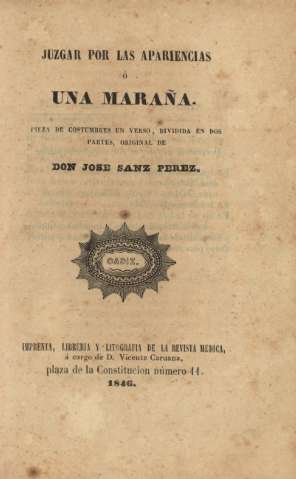 JUZGAR POR LAS APARIENCIAS
Ó
UNA MARAÑA.
PIEZA DE COSTUMBRES EN VERSO, DIVIDIDA EN DOS
PARTES, ORIGINAL DE
DON JOSE SANZ PEREZ.
CADIZ.
IMPRENTA, LIBRERIA Y LITOGRAFIA DE LA REVISTA MEDICA,
á cargo de D. Vicente Caruana,
plaza de la Constitucion número 11.
1846.